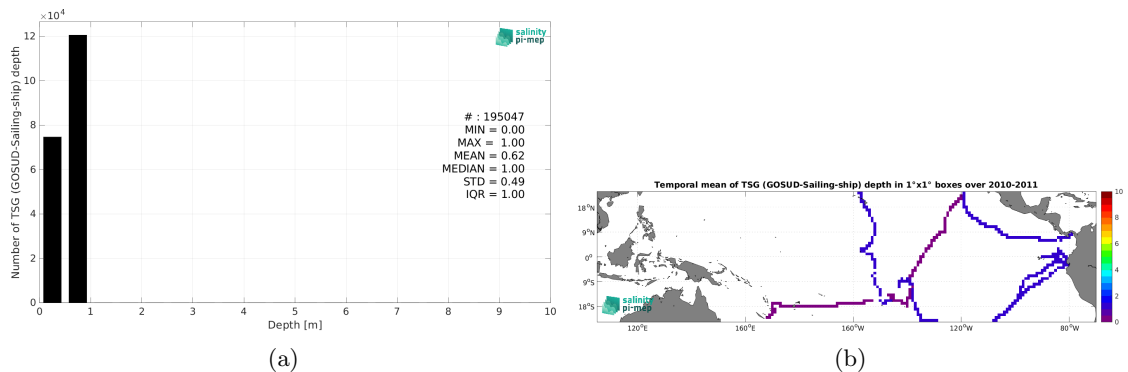 ×10⁴
12
10
8
6
4
2
0
Number of TSG (GOSUD-Sailing-ship) depth
0 1 2 3 4 5 6 7 8 9 10
Depth [m]
salinity
pi-mep
# : 195047
MIN = 0.00
MAX = 1.00
MEAN = 0.62
MEDIAN = 1.00
STD = 0.49
IQR = 1.00
(a)
Temporal mean of TSG (GOSUD-Sailing-ship) depth in 1°x1° boxes over 2010-2011
18°N
9°N
0°
9°S
18°S
120°E 160°E 160°W 120°W 80°W
salinity
pi-mep
10
8
6
4
2
0
(b)